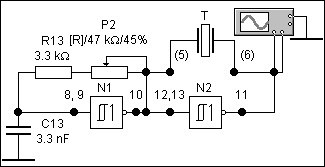 P2
T
R13
[R]/47 kΩ/45%
3.3 kΩ
(5)
(6)
8, 9
N1
10
12,13
N2
11
C13
3.3 nF